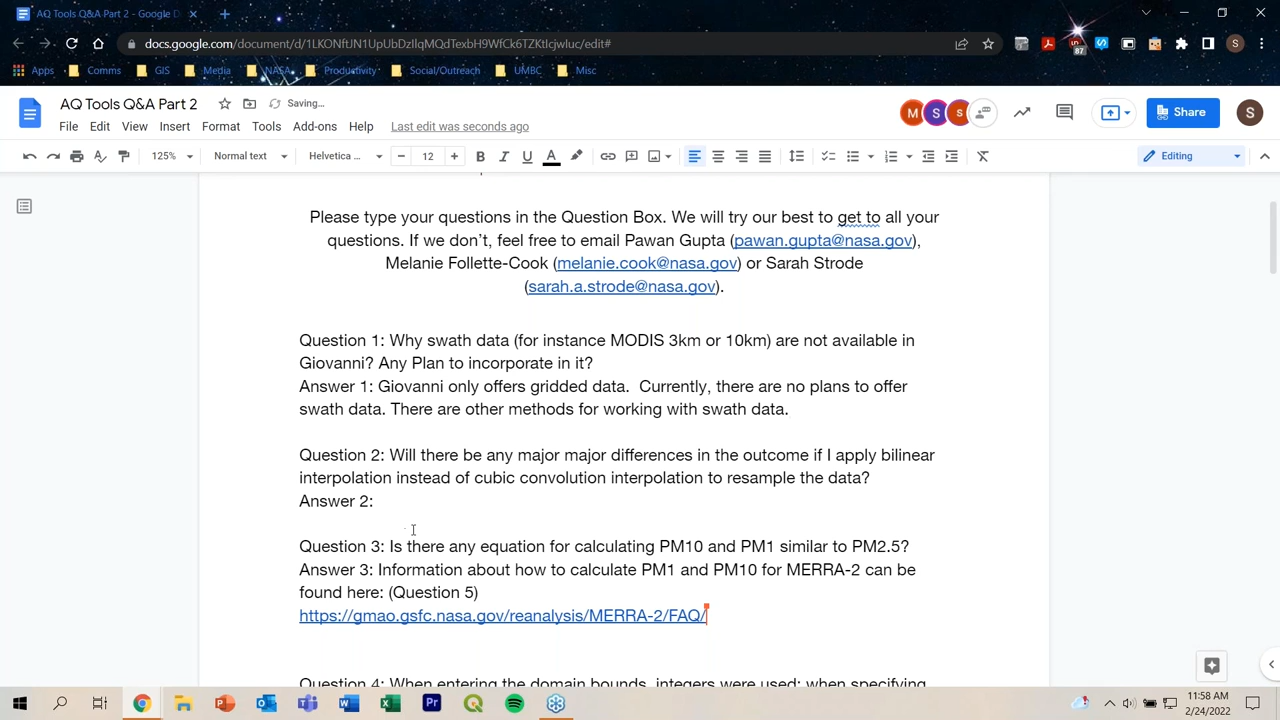 AQ Tools Q&A Part 2 - Google D
docs.google.com/document/d/1LKONftJN1UpUbDzIlqMQdTexbH9WfCk6TZKtIcjwluc/edit#
87
S
Apps Comms GIS Media NASA Productivity Social/Outreach UMBC Misc
AQ Tools Q&A Part 2 Saving...
M S S Share S
File Edit View Insert Format Tools Add-ons Help Last edit was seconds ago
125% Normal text Helvetica ... 12 B I U A Editing
Please type your questions in the Question Box. We will try our best to get to all your
questions. If we don't, feel free to email Pawan Gupta (pawan.gupta@nasa.gov),
Melanie Follette-Cook (melanie.cook@nasa.gov) or Sarah Strode
(sarah.a.strode@nasa.gov).
Question 1: Why swath data (for instance MODIS 3km or 10km) are not available in
Giovanni? Any Plan to incorporate in it?
Answer 1: Giovanni only offers gridded data.  Currently, there are no plans to offer
swath data. There are other methods for working with swath data.
Question 2: Will there be any major major differences in the outcome if I apply bilinear
interpolation instead of cubic convolution interpolation to resample the data?
Answer 2:
Question 3: Is there any equation for calculating PM10 and PM1 similar to PM2.5?
Answer 3: Information about how to calculate PM1 and PM10 for MERRA-2 can be
found here: (Question 5)
https://gmao.gsfc.nasa.gov/reanalysis/MERRA-2/FAQ/
Question 4: When entering the domain bounds, integers were used; when specifying
11:58 AM
2/24/2022